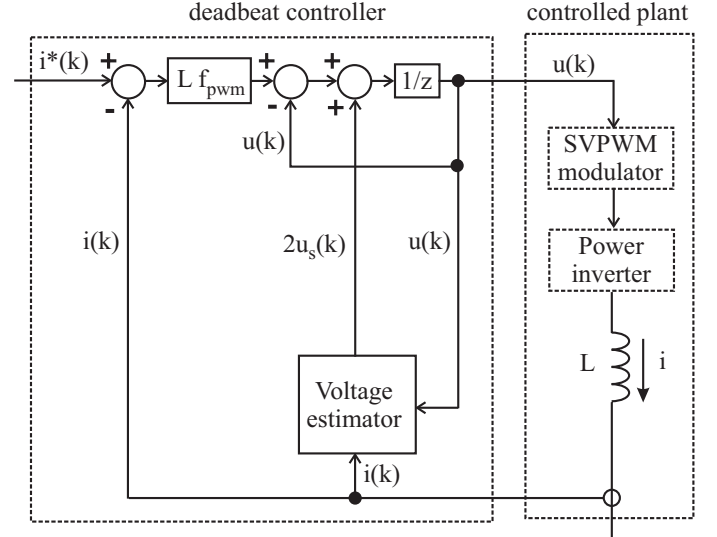 deadbeat controller
controlled plant
i*(k)
+
-
L f_pwm
+
-
+
+
1/z
u(k)
u(k)
SVPWM
modulator
i(k)
2u_s(k)
u(k)
Power
inverter
L
i
Voltage
estimator
i(k)